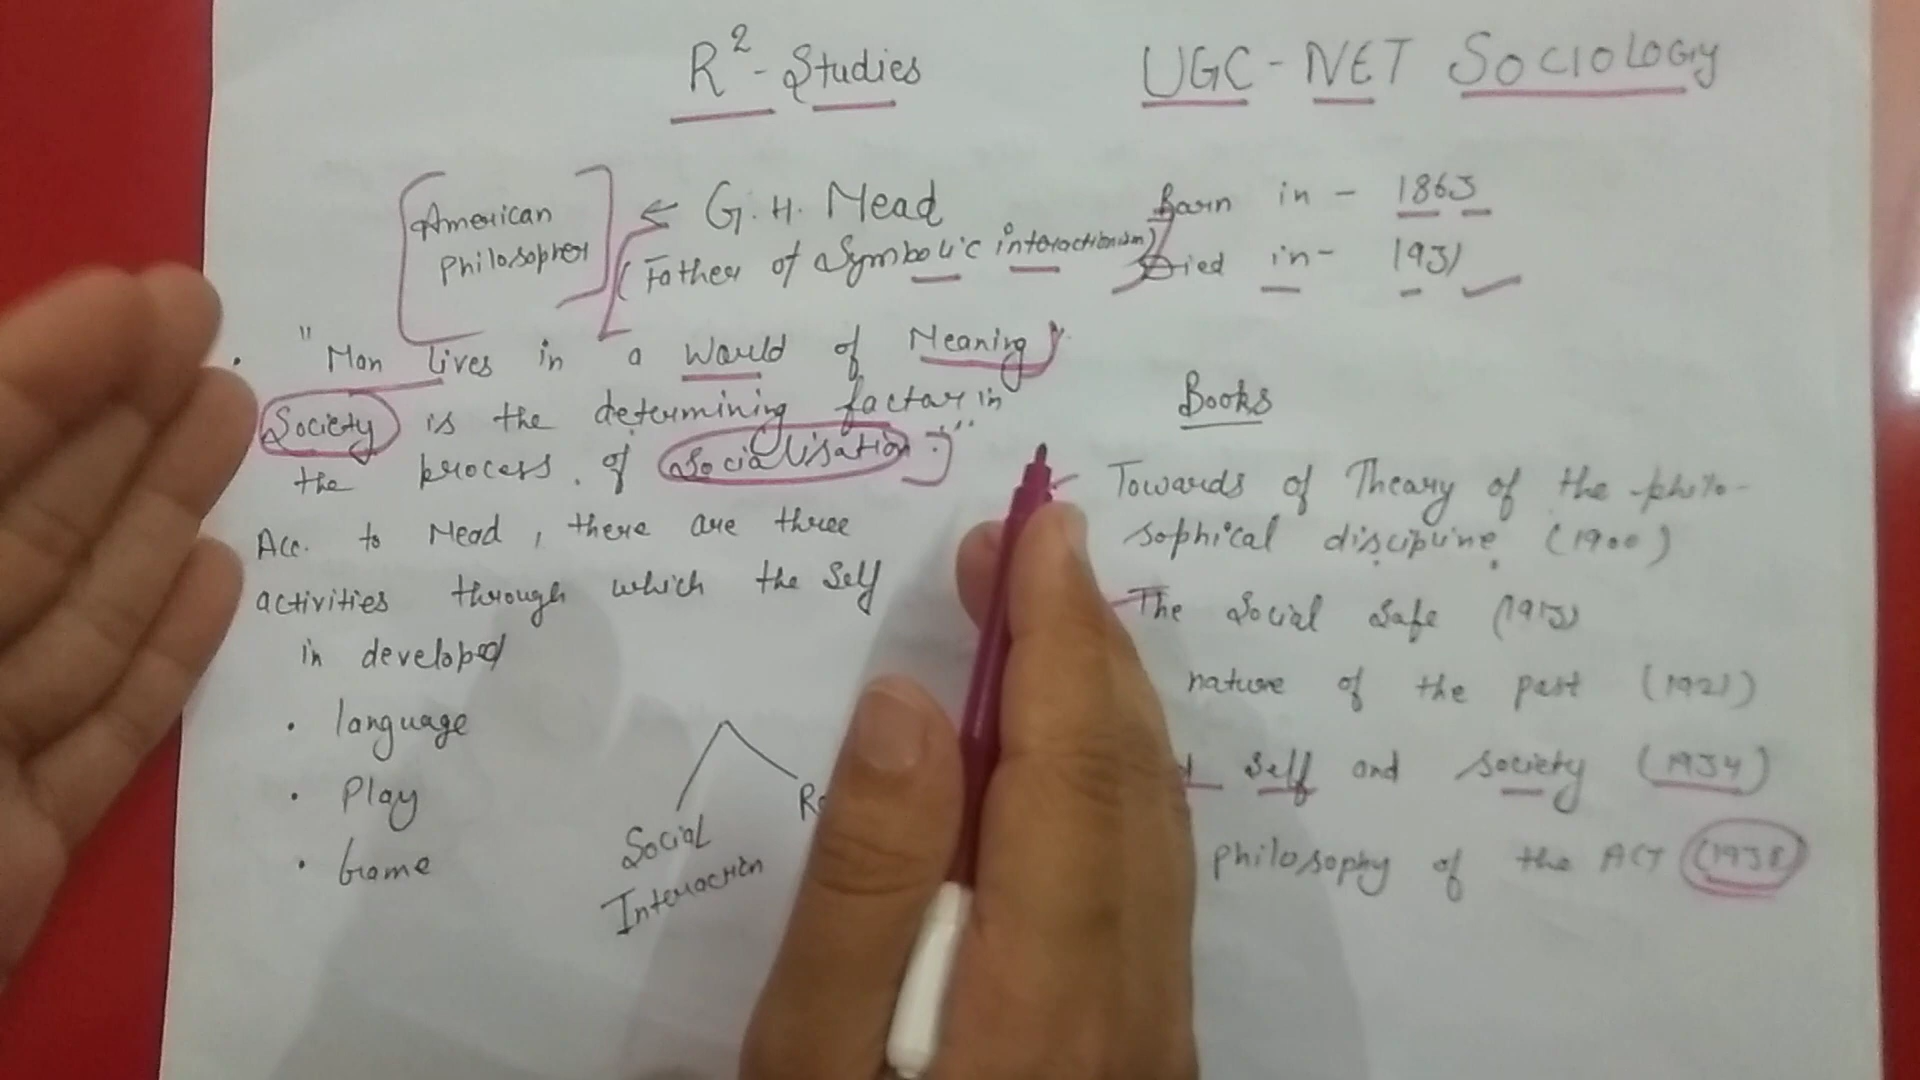 R² - Studies
UGC - NET SOCIOLOGY
American
Philosopher
G. H. Mead
(Father of Symbolic interactionism)
Born in - 1863
Died in - 1931
"Man lives in a World of Meaning
Society is the determining factor in
the process of Socialisation."
Acc. to Mead, there are three
activities through which the Self
in developed
• language
• Play
• Game
Social
Interaction
Books
Towards of Theory of the philo-
sophical discipline (1900)
The Social Safe (1913)
nature of the past (1921)
Self and Society (1934)
philosophy of the ACT (1938)